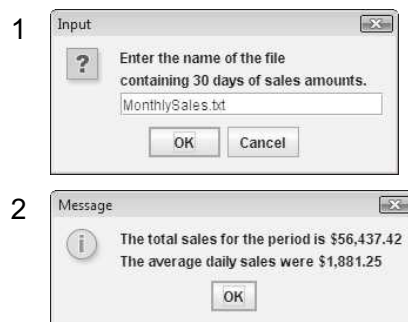 1
Input
?
Enter the name of the file
containing 30 days of sales amounts.
MonthlySales.txt
OK Cancel
2
Message
i
The total sales for the period is $56,437.42
The average daily sales were $1,881.25
OK